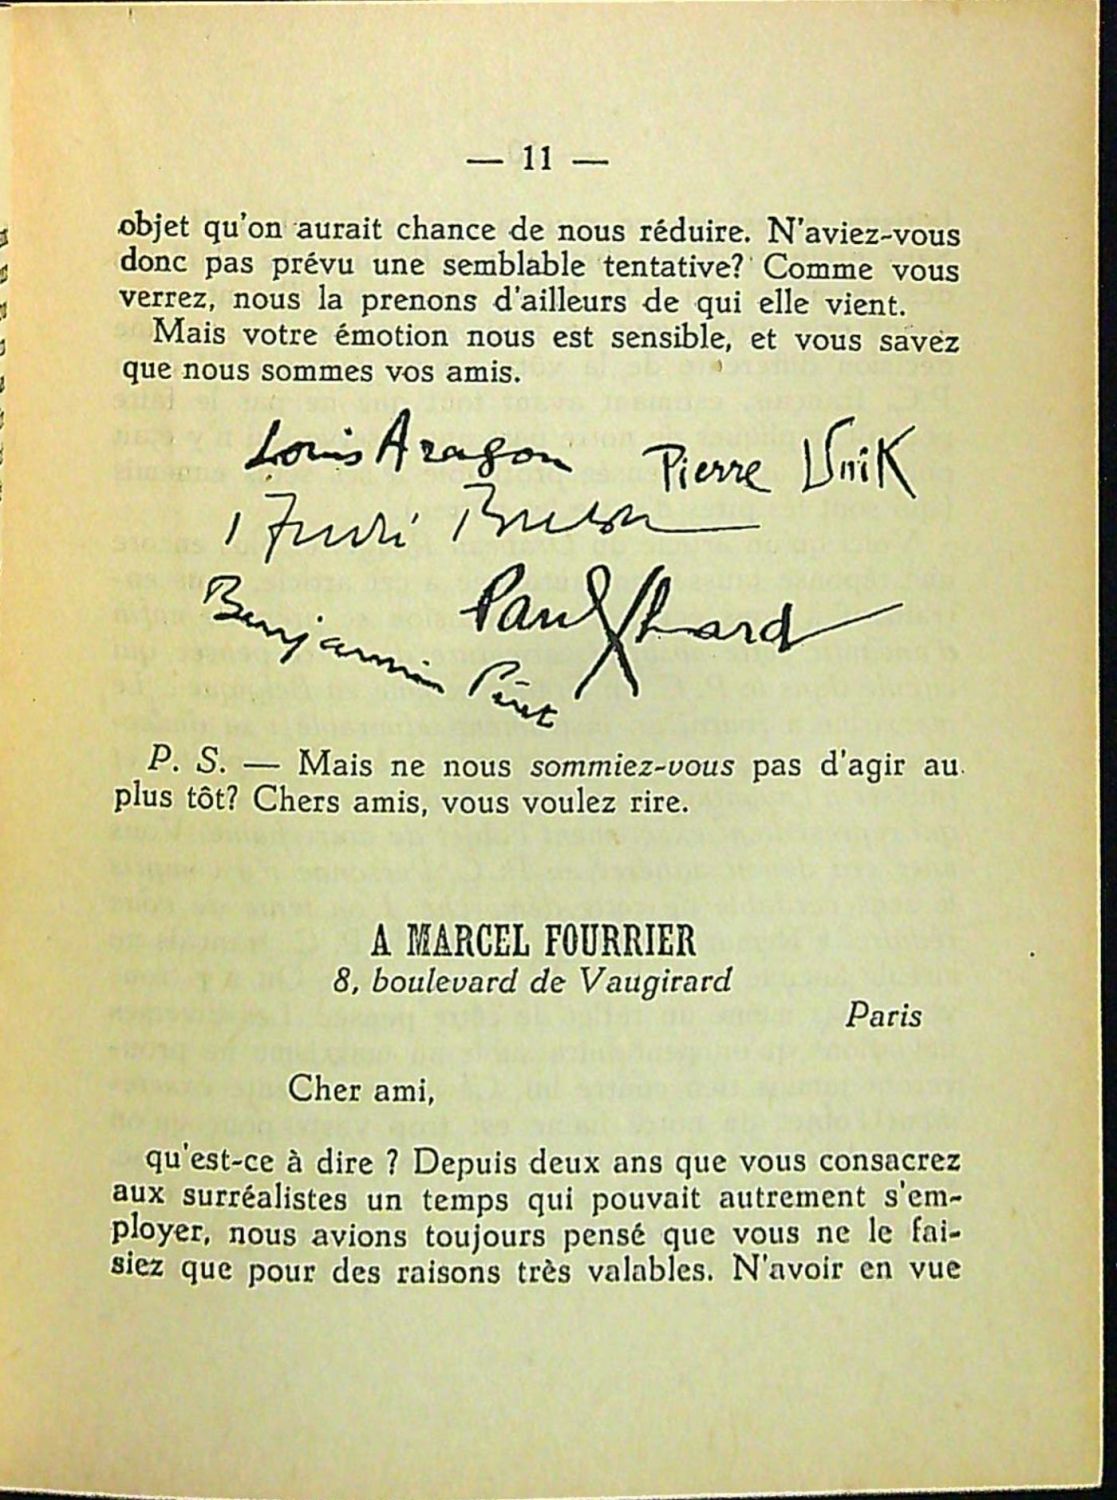 — 11 —
objet qu'on aurait chance de nous réduire. N'aviez-vous
donc pas prévu une semblable tentative? Comme vous
verrez, nous la prenons d'ailleurs de qui elle vient.
Mais votre émotion nous est sensible, et vous savez
que nous sommes vos amis.
Louis Aragon Pierre Unik
André Breton
Benjamin Péret Paul Eluard
P. S. — Mais ne nous sommiez-vous pas d'agir au
plus tôt? Chers amis, vous voulez rire.
A MARCEL FOURRIER
8, boulevard de Vaugirard
Paris
Cher ami,
qu'est-ce à dire ? Depuis deux ans que vous consacrez
aux surréalistes un temps qui pouvait autrement s'em-
ployer, nous avions toujours pensé que vous ne le fai-
siez que pour des raisons très valables. N'avoir en vue